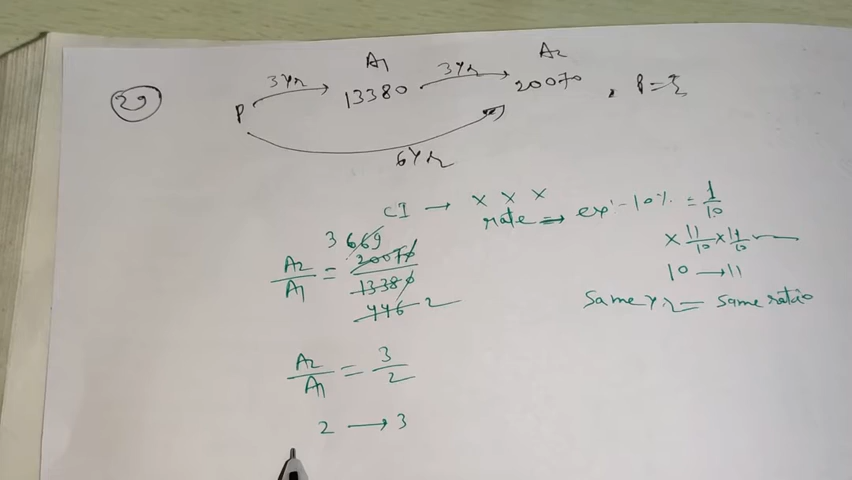 29
A1 A2
3Yr 3Yr
P 13380 20070 , P=?
6Yr
CI → × × ×
rate → ex:- 10% = 1/10
3 669
A2/A1 = 20070/13380
446 2
× 11/10 × 11/10
10 → 11
Same Yr = same ratio
A2/A1 = 3/2
2 → 3